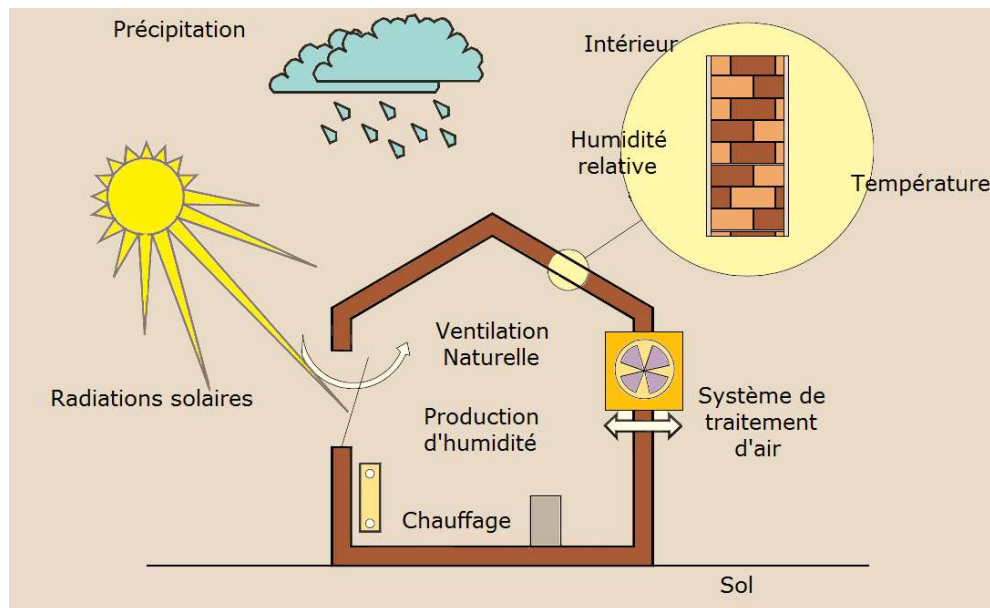 Précipitation
Intérieur
Humidité
relative
Température
Ventilation
Naturelle
Radiations solaires
Production
d'humidité
Système de
traitement
d'air
Chauffage
Sol